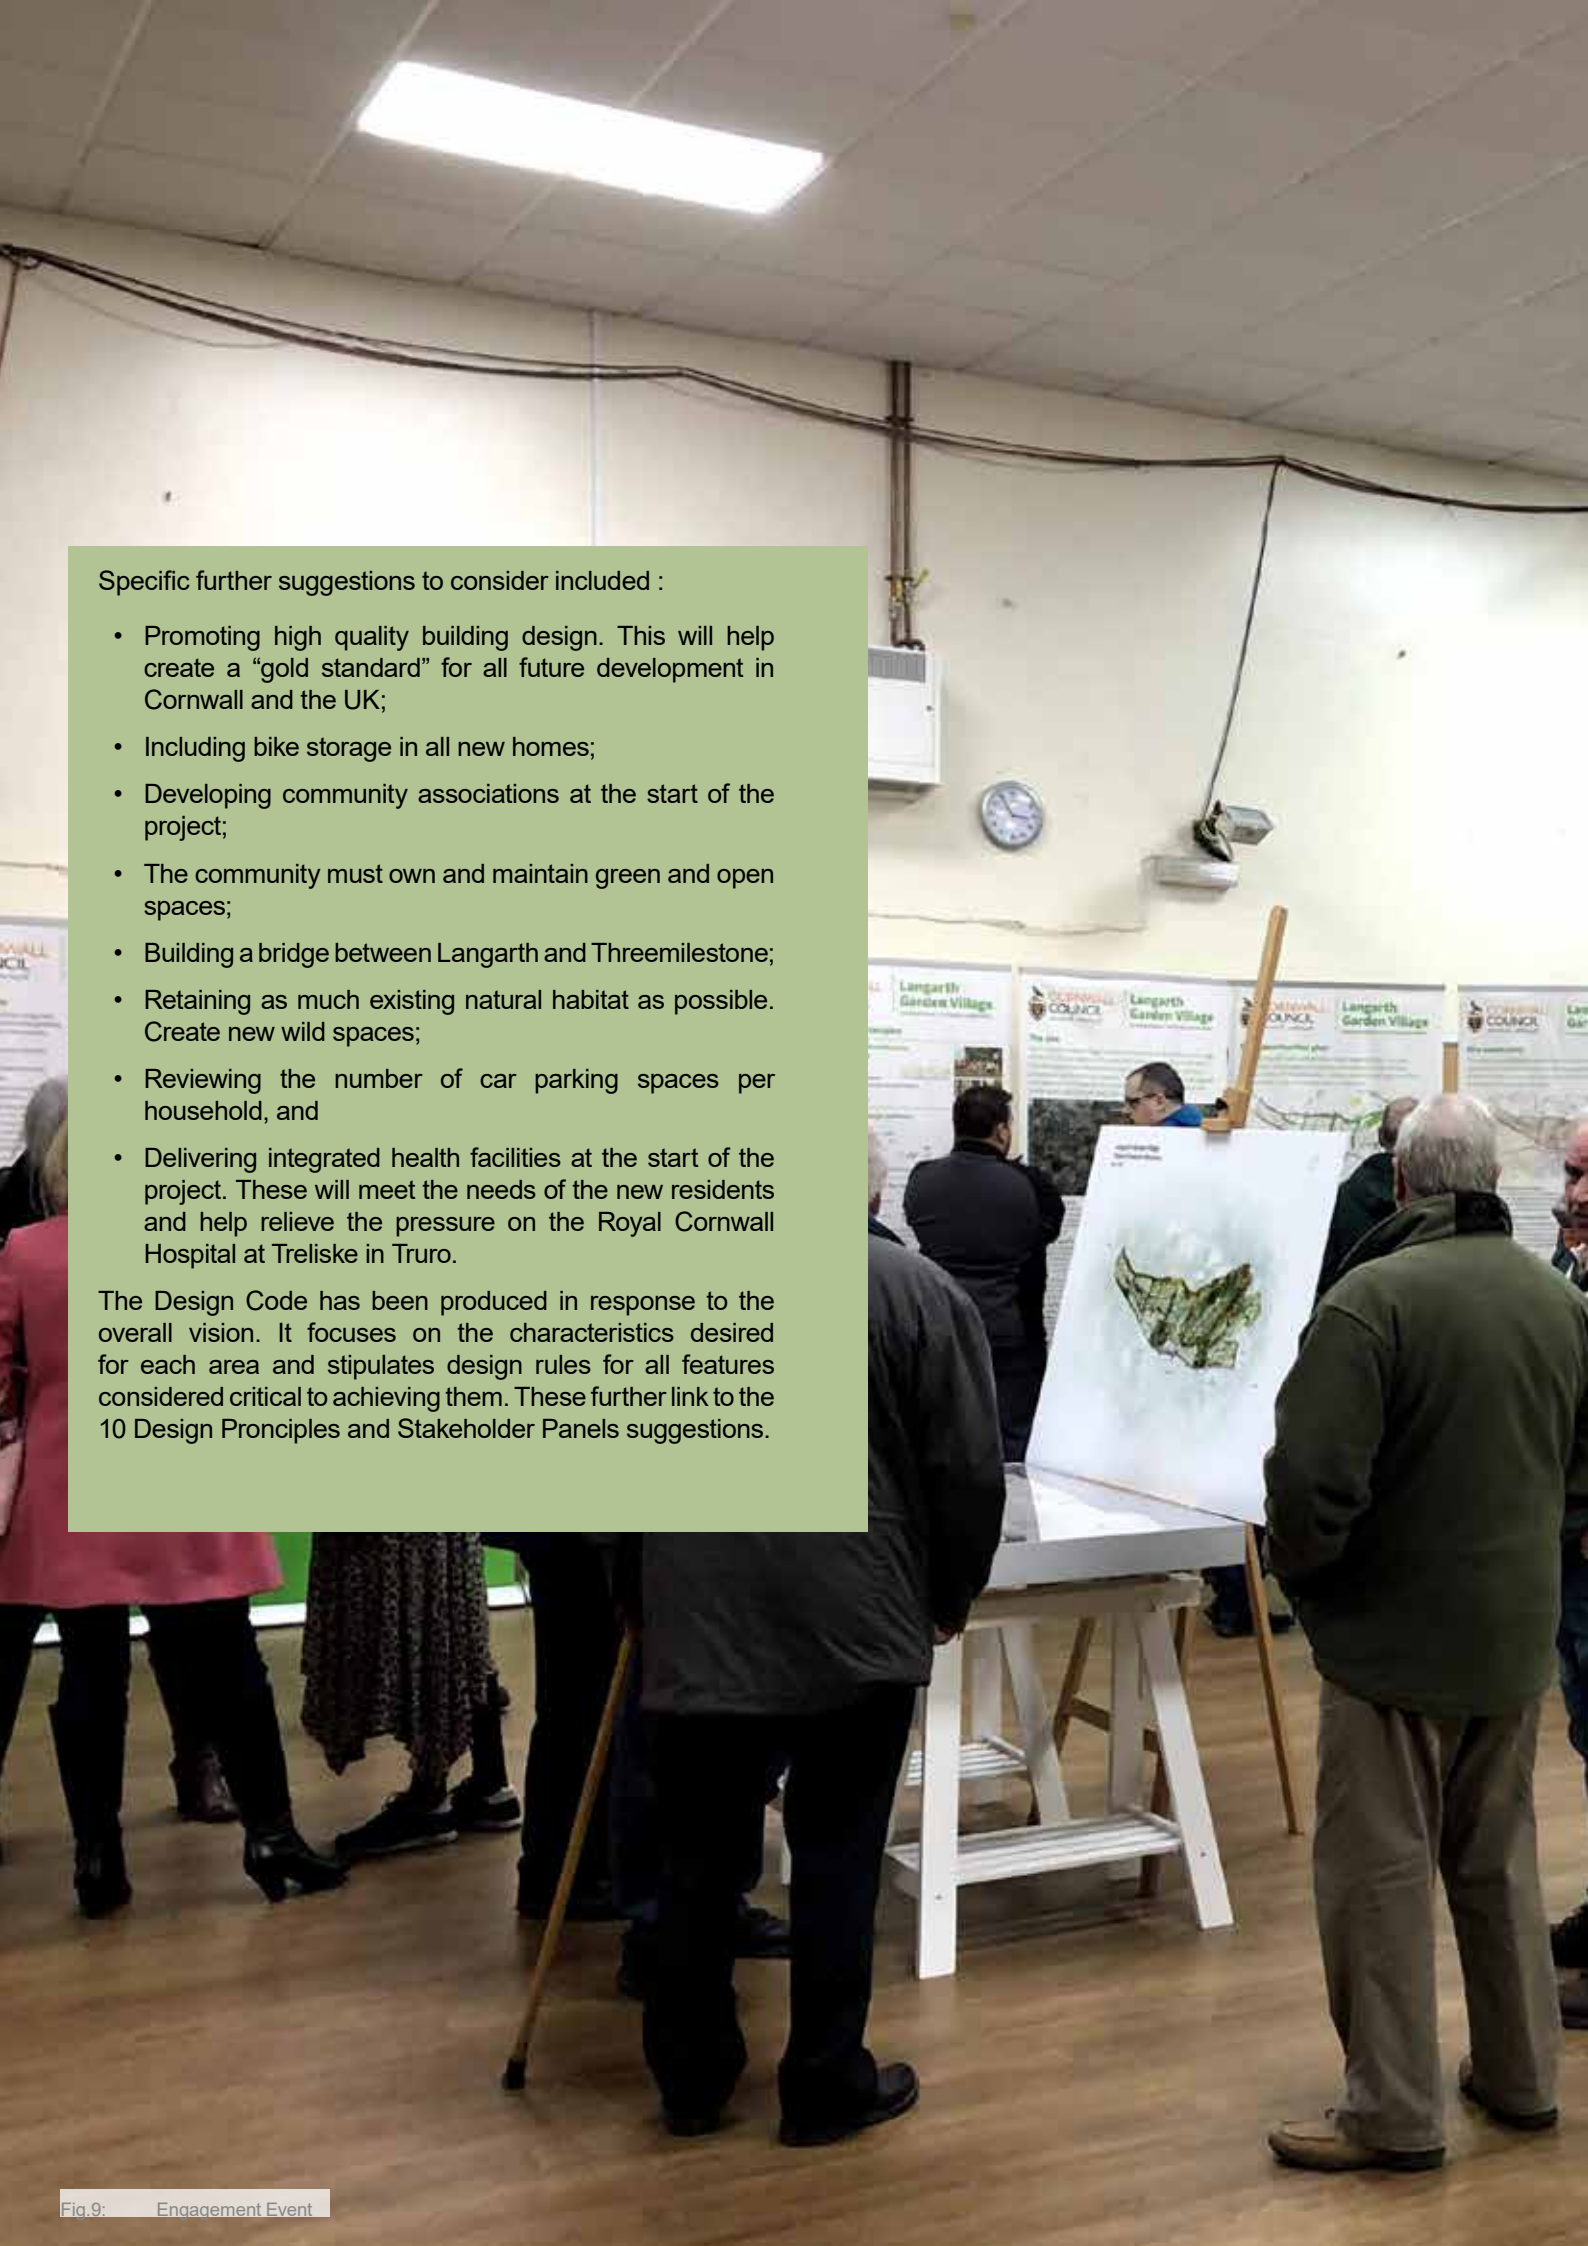 Specific further suggestions to consider included :
• Promoting high quality building design. This will help
create a “gold standard” for all future development in
Cornwall and the UK;
• Including bike storage in all new homes;
• Developing community associations at the start of the
project;
• The community must own and maintain green and open
spaces;
• Building a bridge between Langarth and Threemilestone;
• Retaining as much existing natural habitat as possible.
Create new wild spaces;
• Reviewing the number of car parking spaces per
household, and
• Delivering integrated health facilities at the start of the
project. These will meet the needs of the new residents
and help relieve the pressure on the Royal Cornwall
Hospital at Treliske in Truro.
The Design Code has been produced in response to the
overall vision. It focuses on the characteristics desired
for each area and stipulates design rules for all features
considered critical to achieving them. These further link to the
10 Design Pronciples and Stakeholder Panels suggestions.
Langarth
Garden Village
CORNWALL
COUNCIL
Langarth
Garden Village
The site
CORNWALL
COUNCIL
Langarth
Garden Village
CORNWALL
COUNCIL
Fig.9: Engagement Event